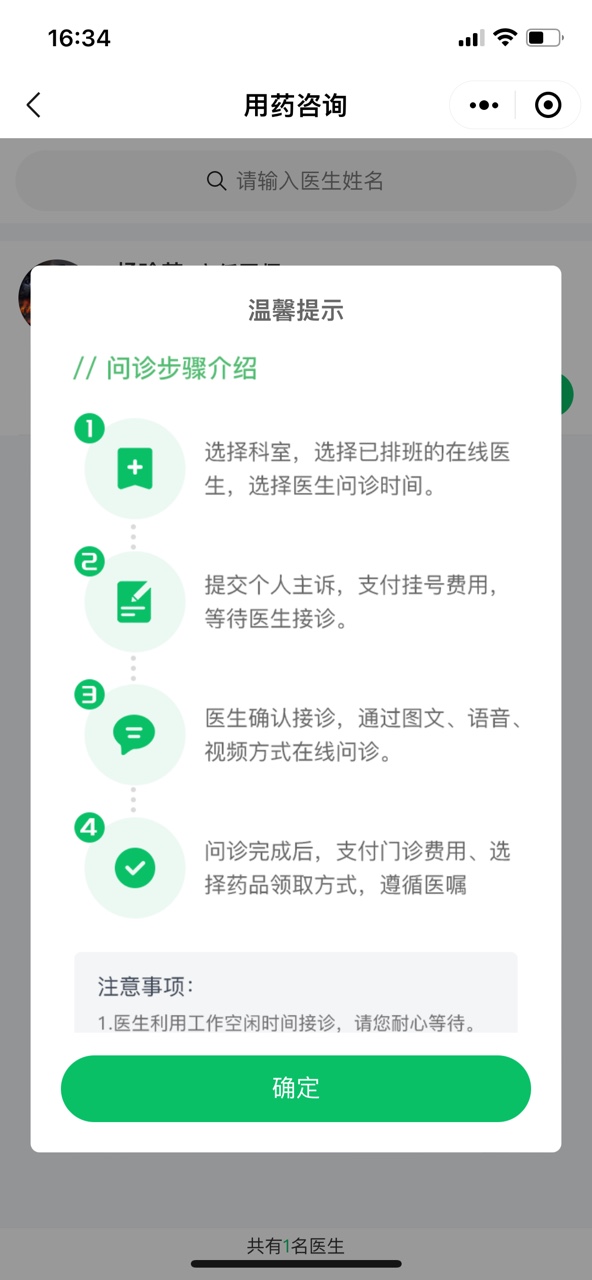 16:34
用药咨询
请输入医生姓名
温馨提示
// 问诊步骤介绍
1
选择科室，选择已排班的在线医
生，选择医生问诊时间。
2
提交个人主诉，支付挂号费用，
等待医生接诊。
3
医生确认接诊，通过图文、语音、
视频方式在线问诊。
4
问诊完成后，支付门诊费用、选
择药品领取方式，遵循医嘱
注意事项：
1.医生利用工作空闲时间接诊，请您耐心等待。
确定
共有1名医生